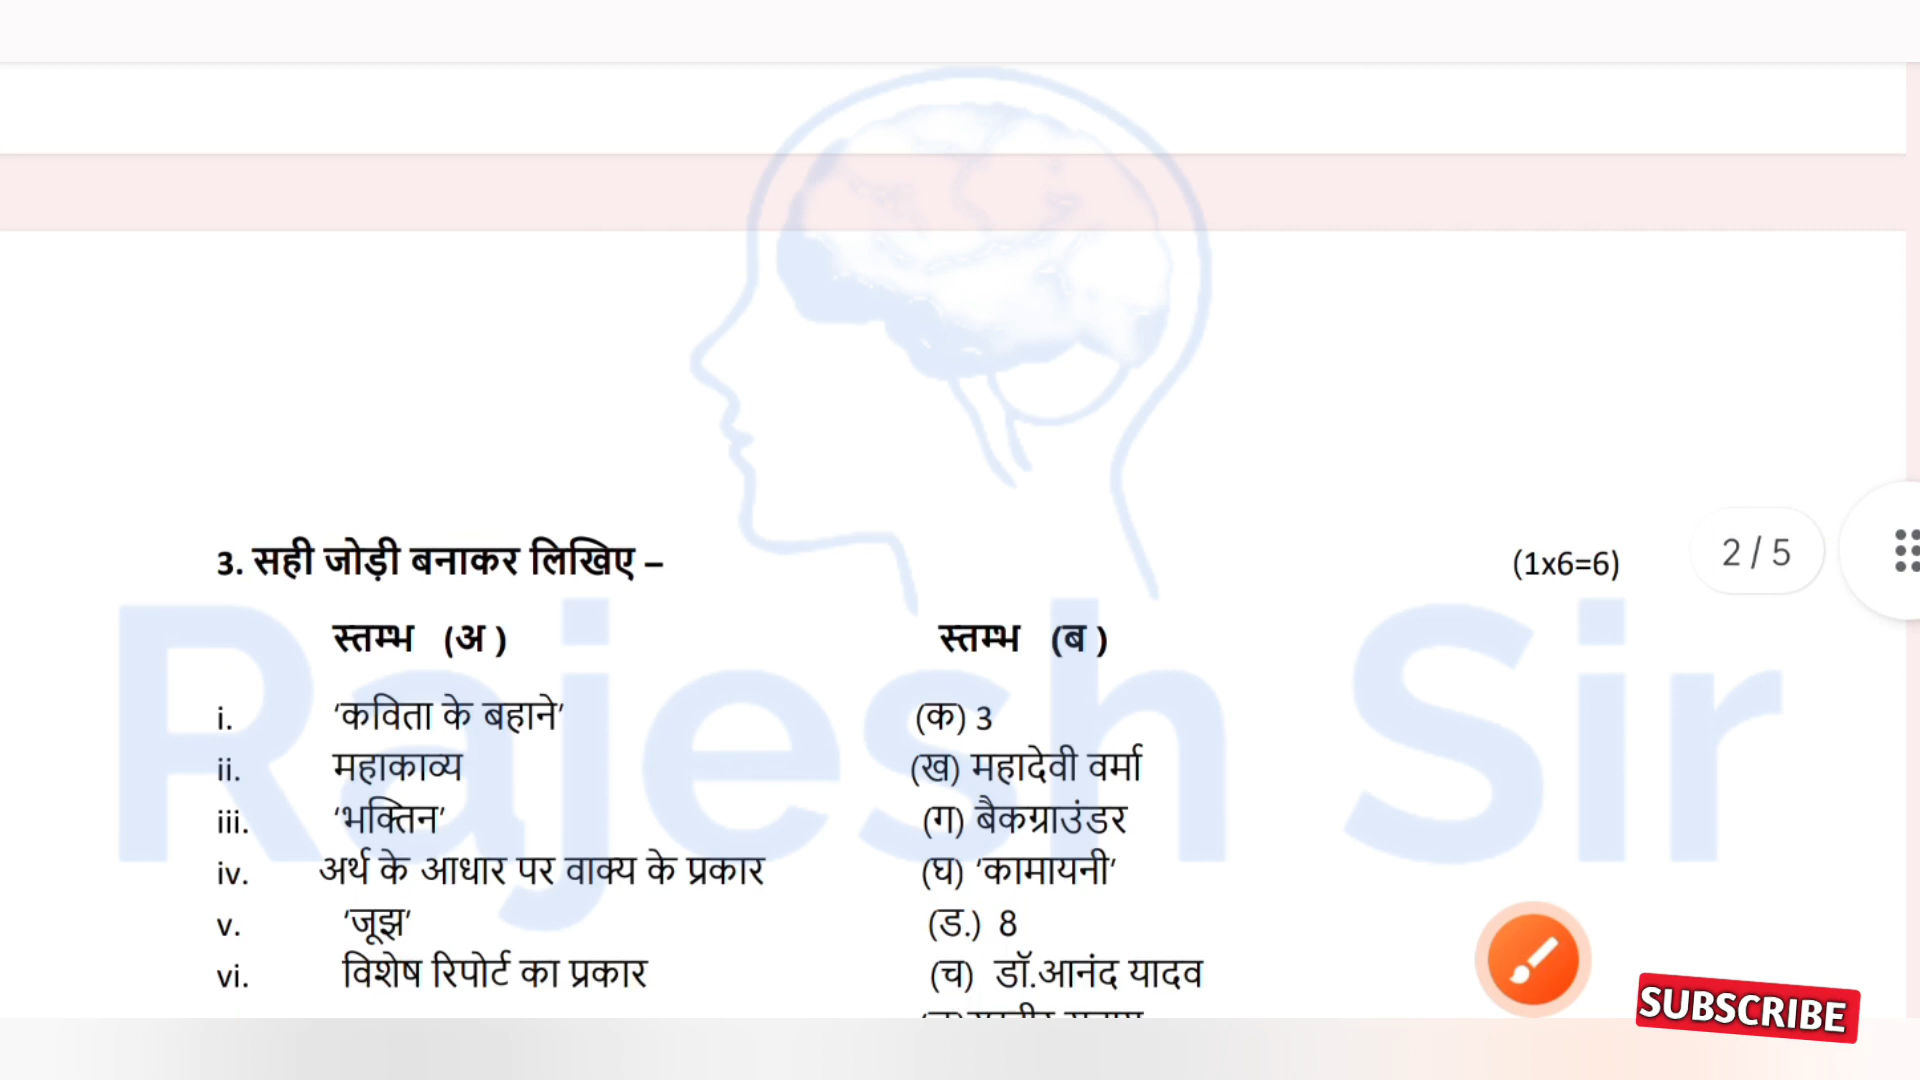 3. सही जोड़ी बनाकर लिखिए – (1x6=6)
2 / 5
स्तम्भ (अ ) स्तम्भ (ब )
i. ‘कविता के बहाने’ (क) 3
ii. महाकाव्य (ख) महादेवी वर्मा
iii. ‘भक्तिन’ (ग) बैकग्राउंडर
iv. अर्थ के आधार पर वाक्य के प्रकार (घ) ‘कामायनी’
v. ‘जूझ’ (ड.) 8
vi. विशेष रिपोर्ट का प्रकार (च) डॉ.आनंद यादव
Rajesh Sir
SUBSCRIBE